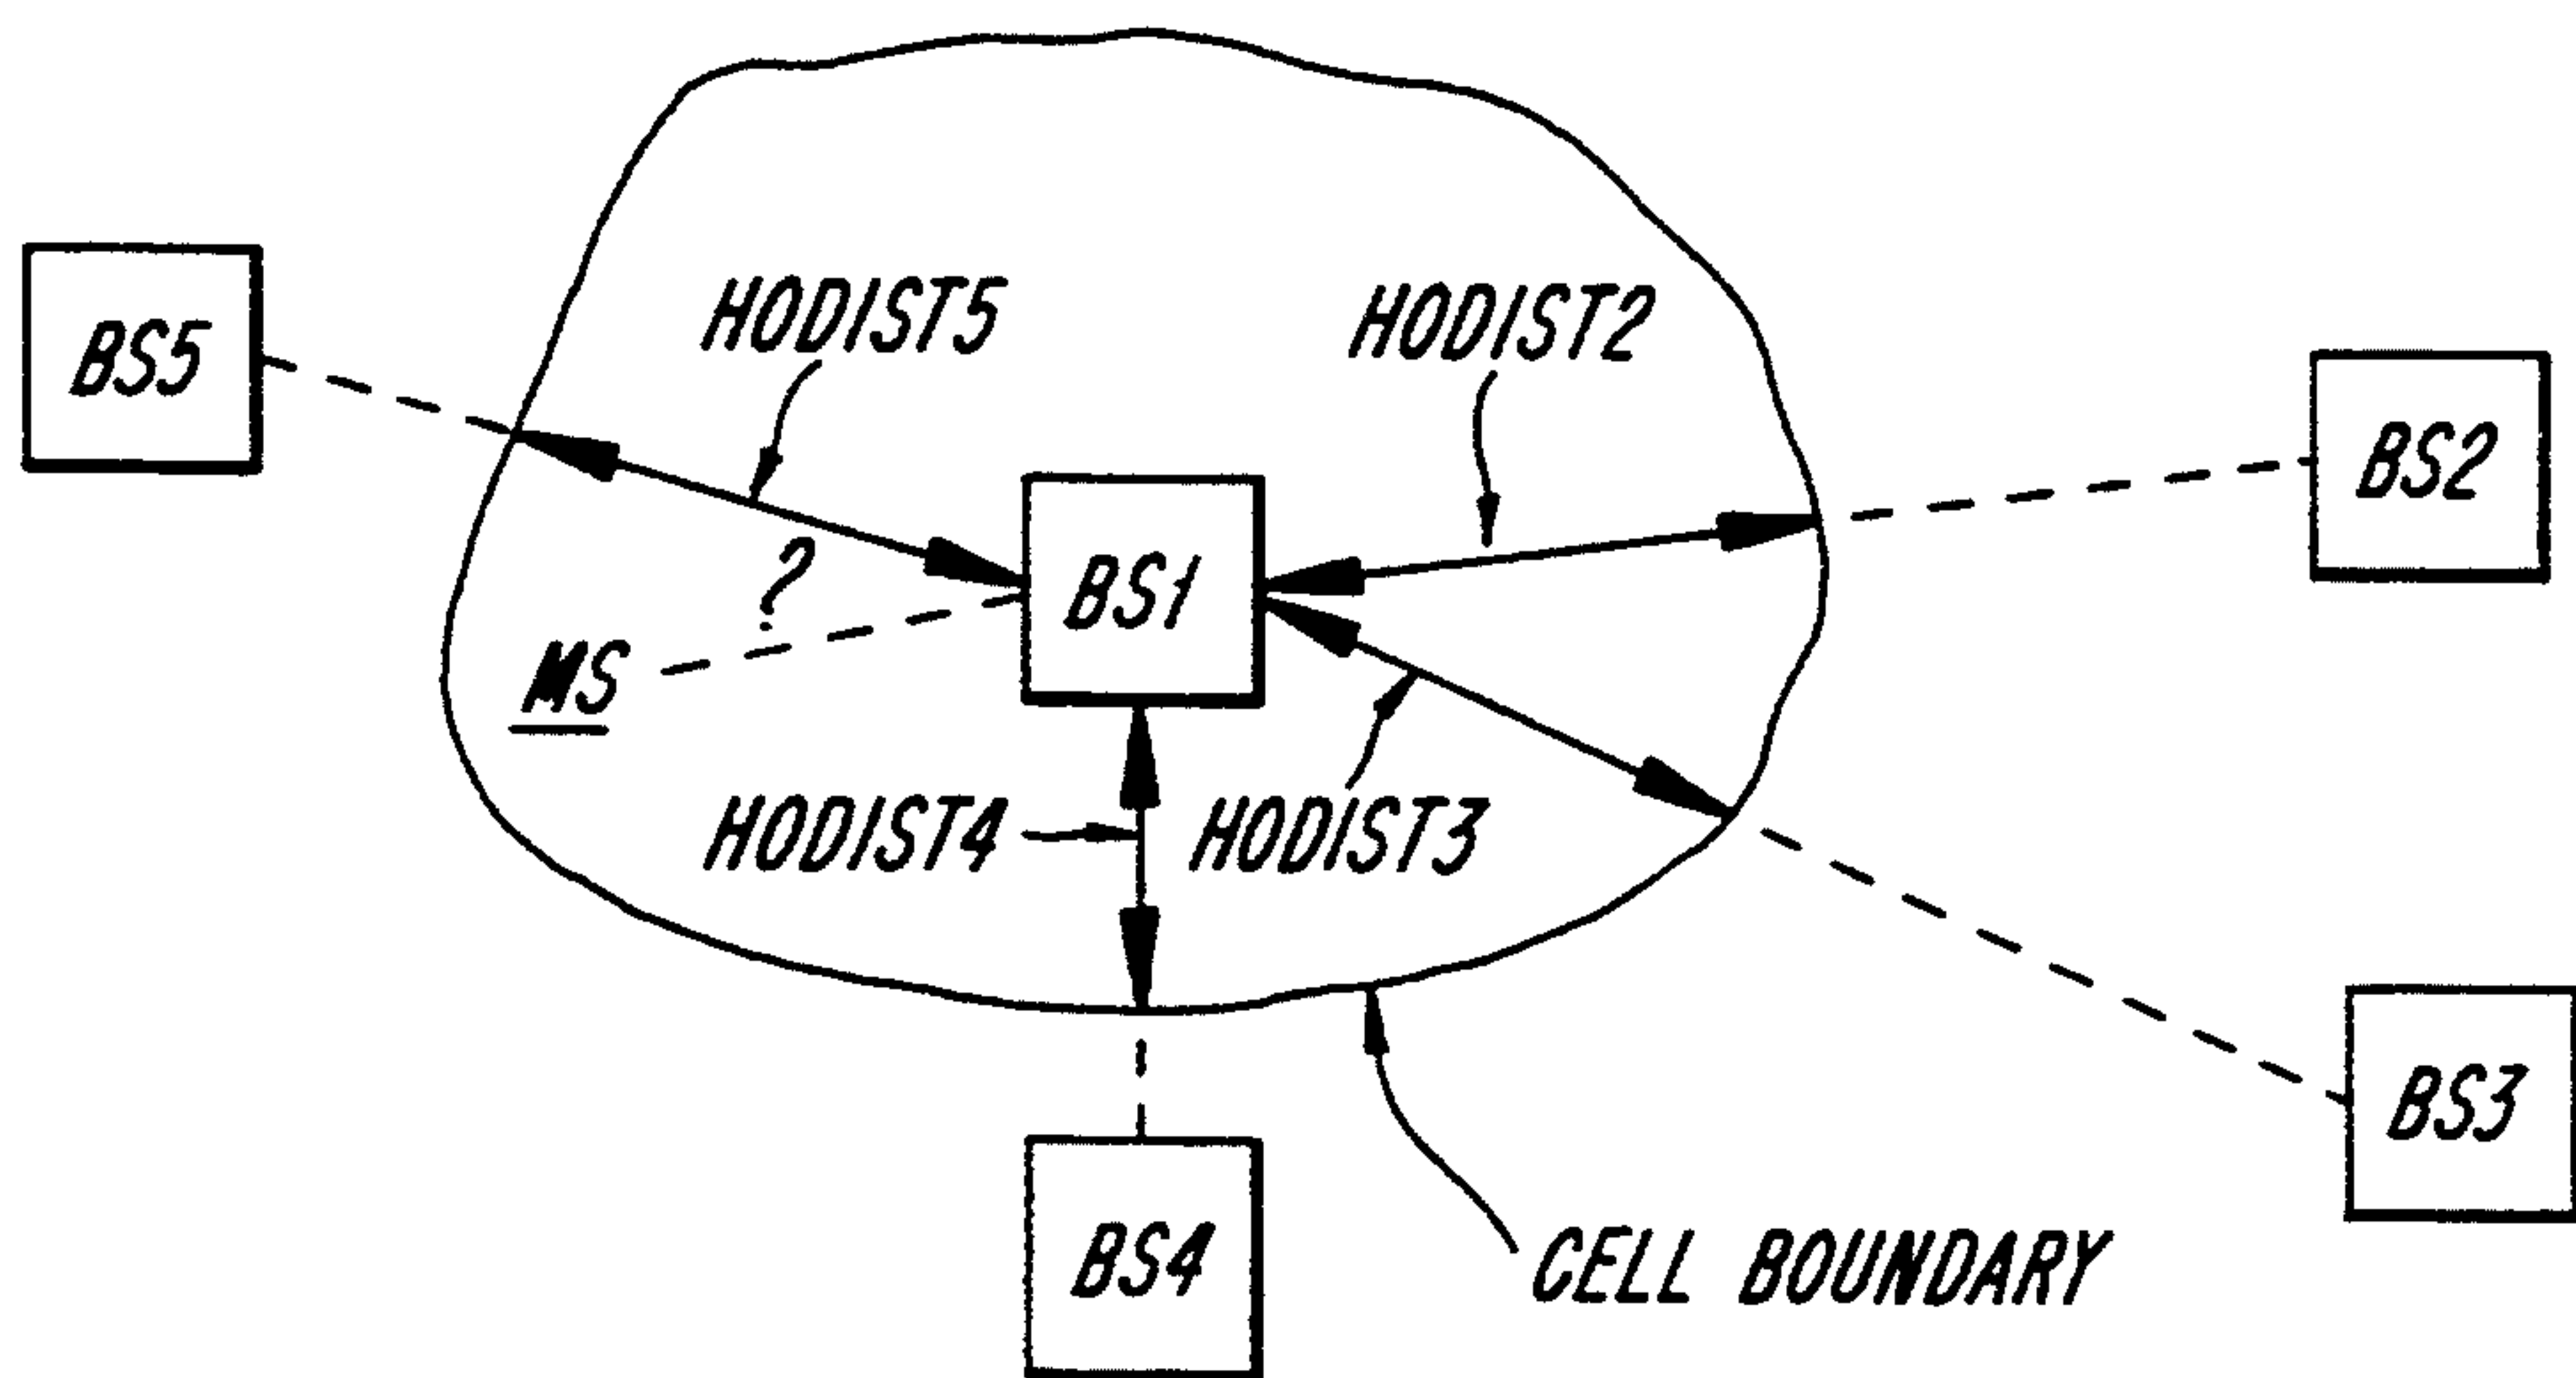 HODIST5
HODIST2
BS5
BS2
BS1
?
MS
HODIST4
HODIST3
BS3
BS4
CELL BOUNDARY